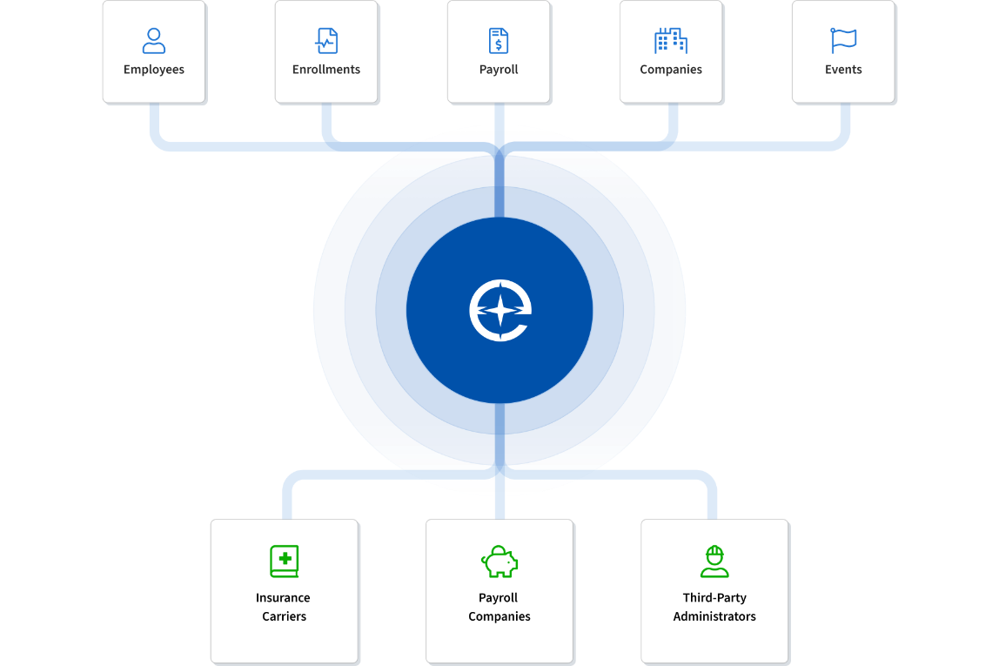 Employees
Enrollments
Payroll
Companies
Events
Insurance
Carriers
Payroll
Companies
Third-Party
Administrators